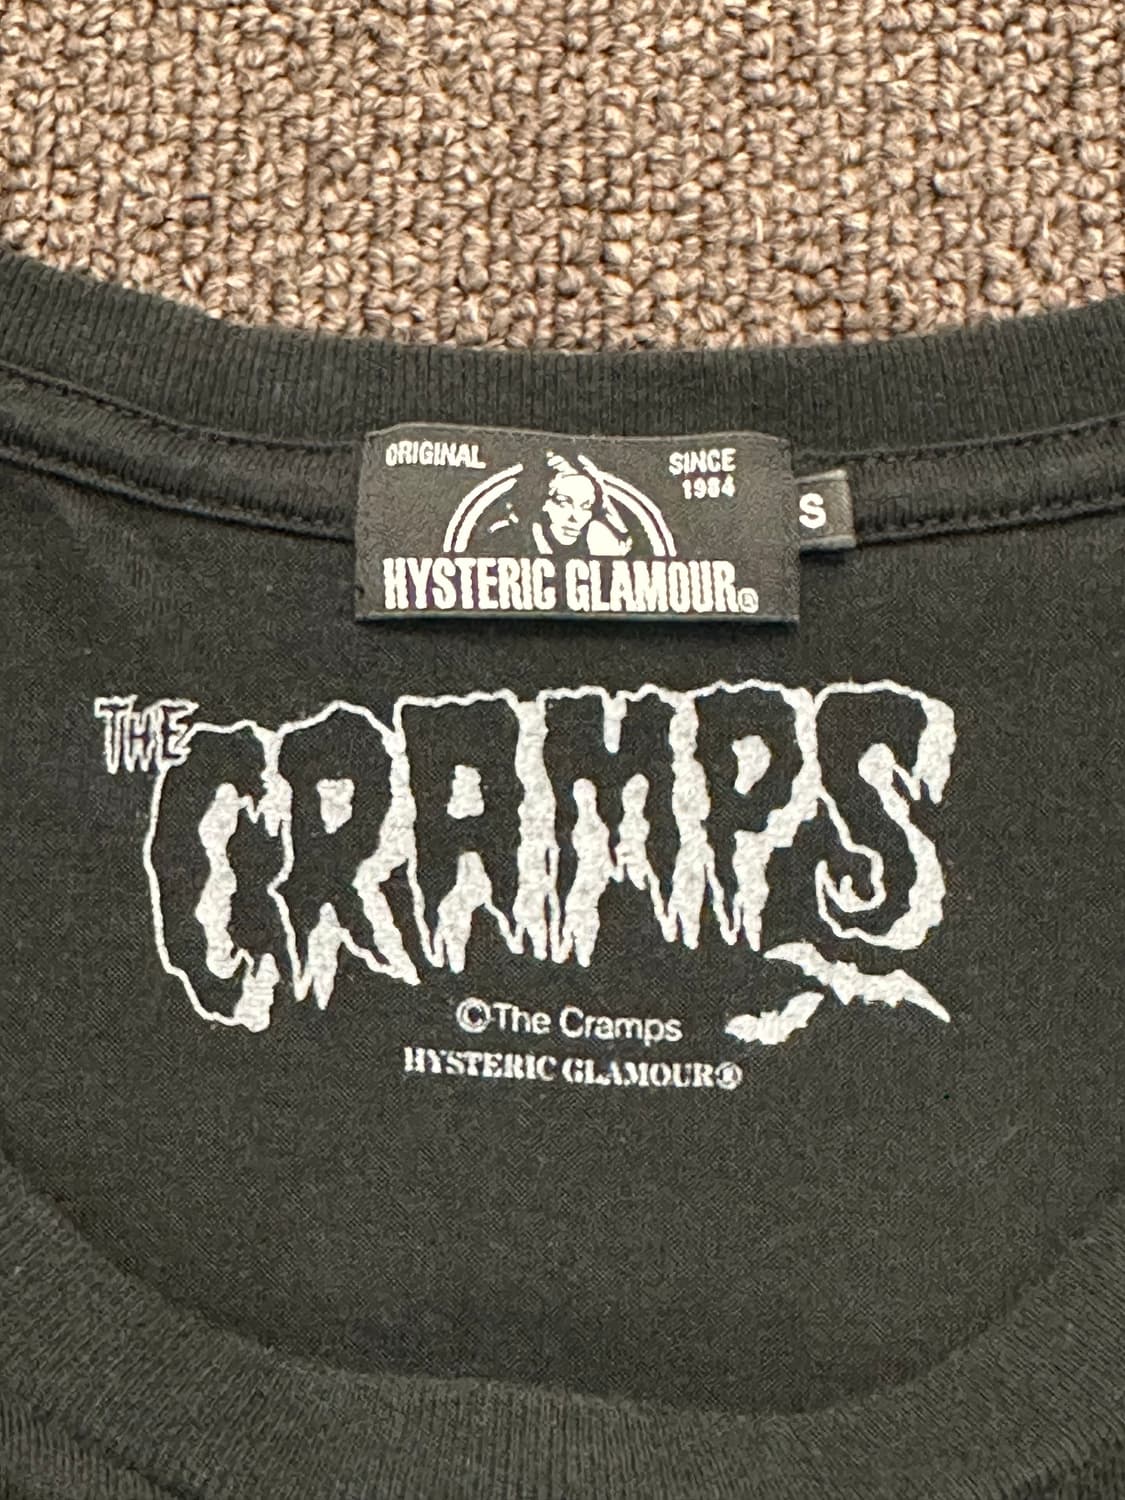 ORIGINAL
SINCE
1984
HYSTERIC GLAMOUR®
S
THE
CRAMPS
©The Cramps
HYSTERIC GLAMOUR®